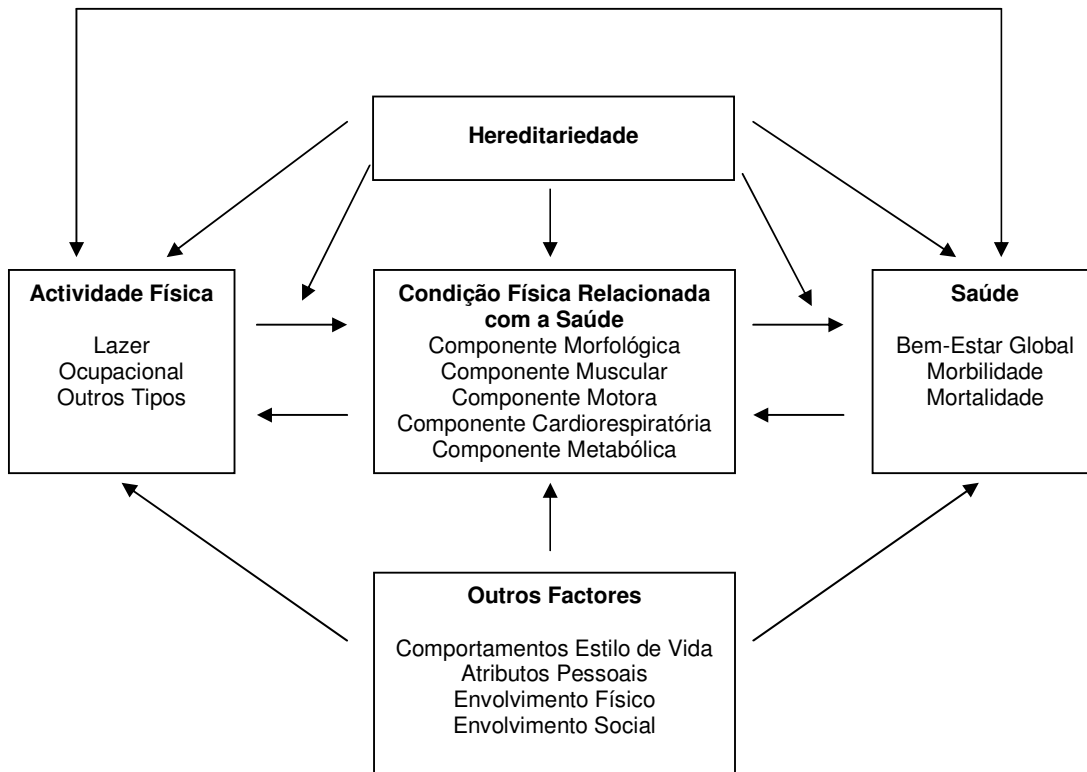 Hereditariedade
Actividade Física
Lazer
Ocupacional
Outros Tipos
Condição Física Relacionada
com a Saúde
Componente Morfológica
Componente Muscular
Componente Motora
Componente Cardiorespiratória
Componente Metabólica
Saúde
Bem-Estar Global
Morbilidade
Mortalidade
Outros Factores
Comportamentos Estilo de Vida
Atributos Pessoais
Envolvimento Físico
Envolvimento Social